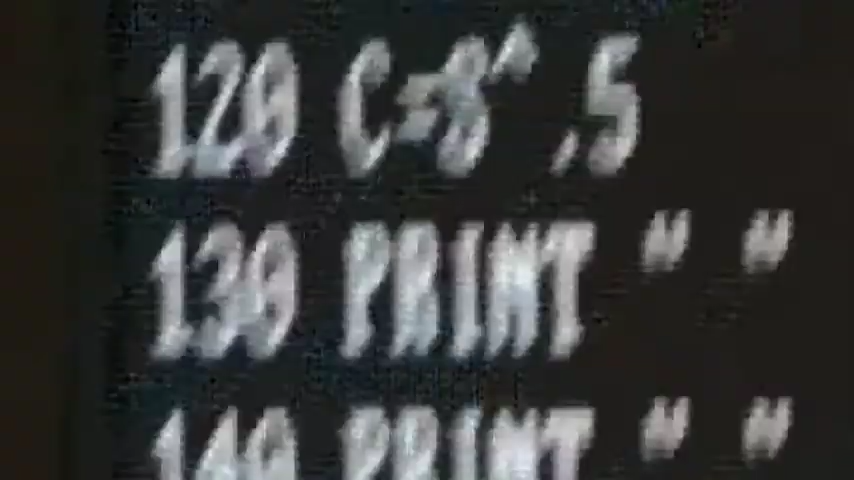 120 C=8^ .5
130 PRINT " "
140 PRINT " "